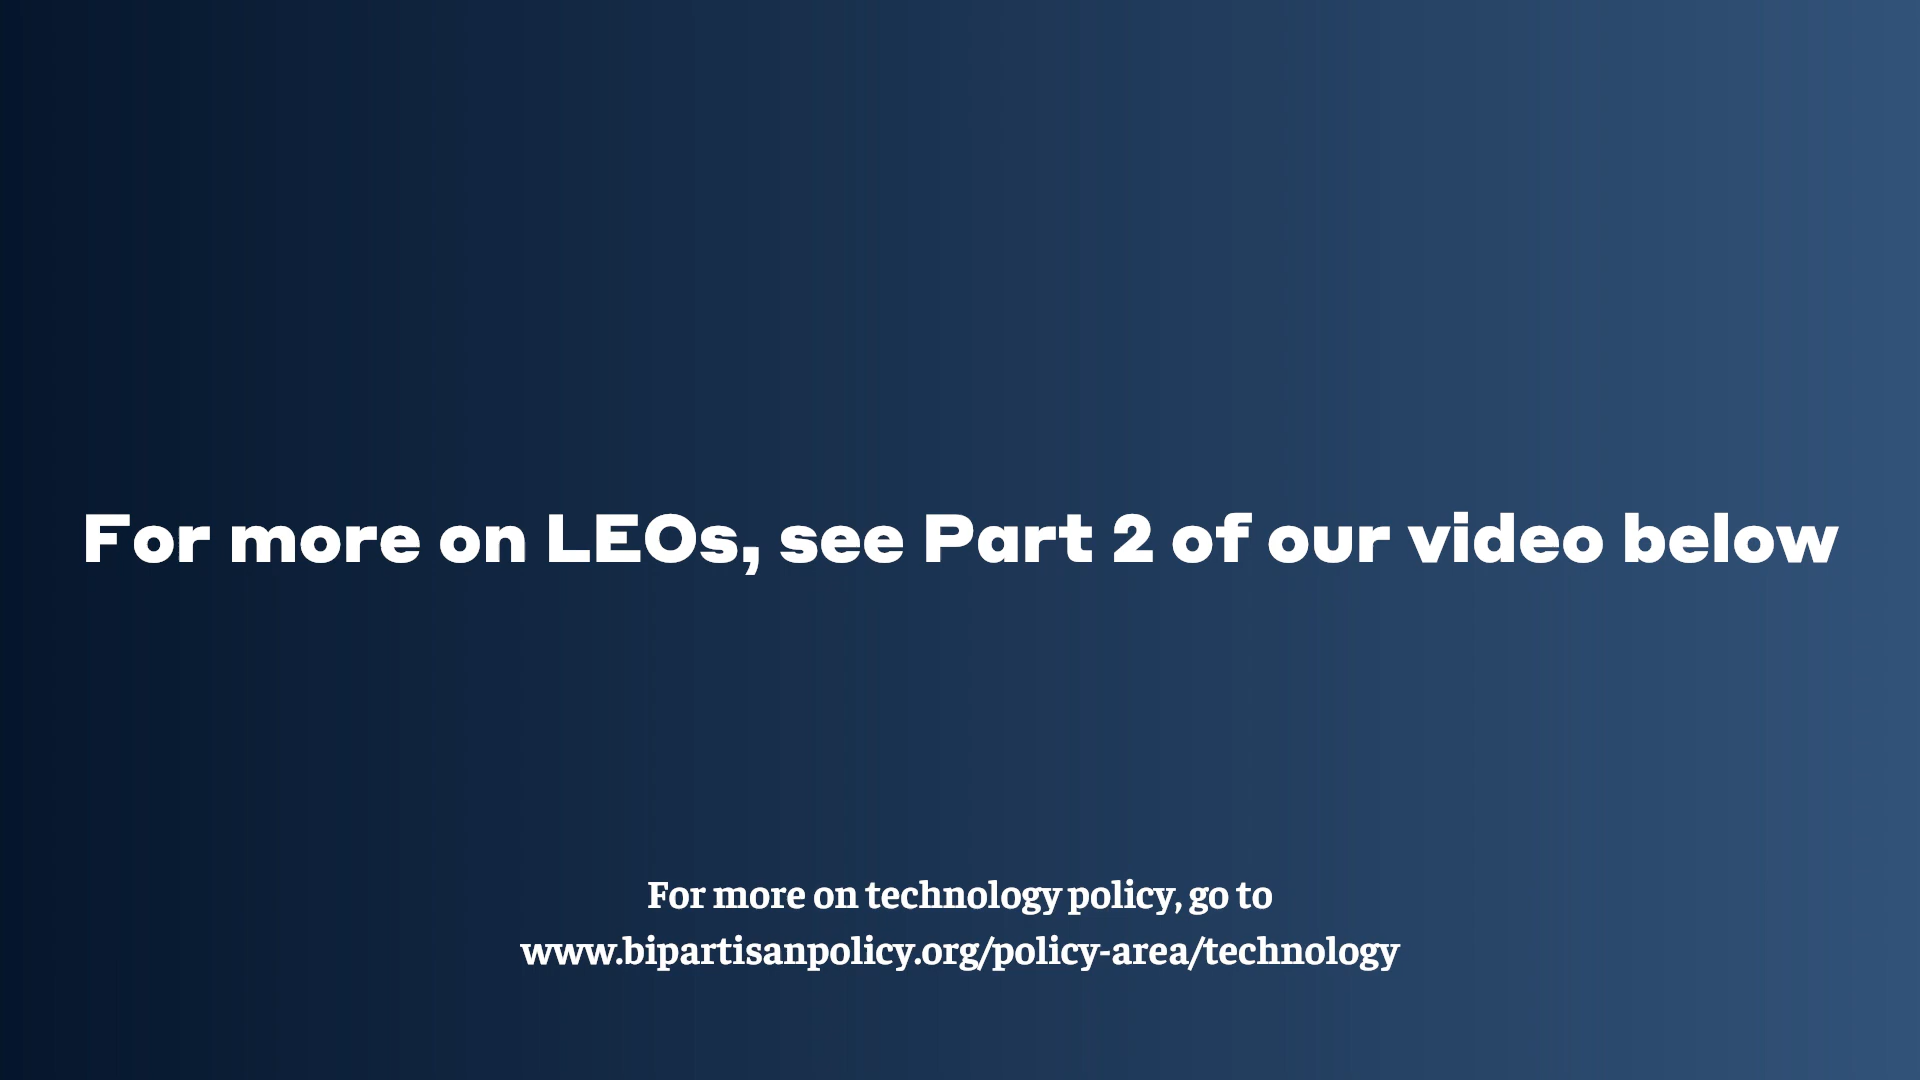 For more on LEOs, see Part 2 of our video below
For more on technology policy, go to
www.bipartisanpolicy.org/policy-area/technology